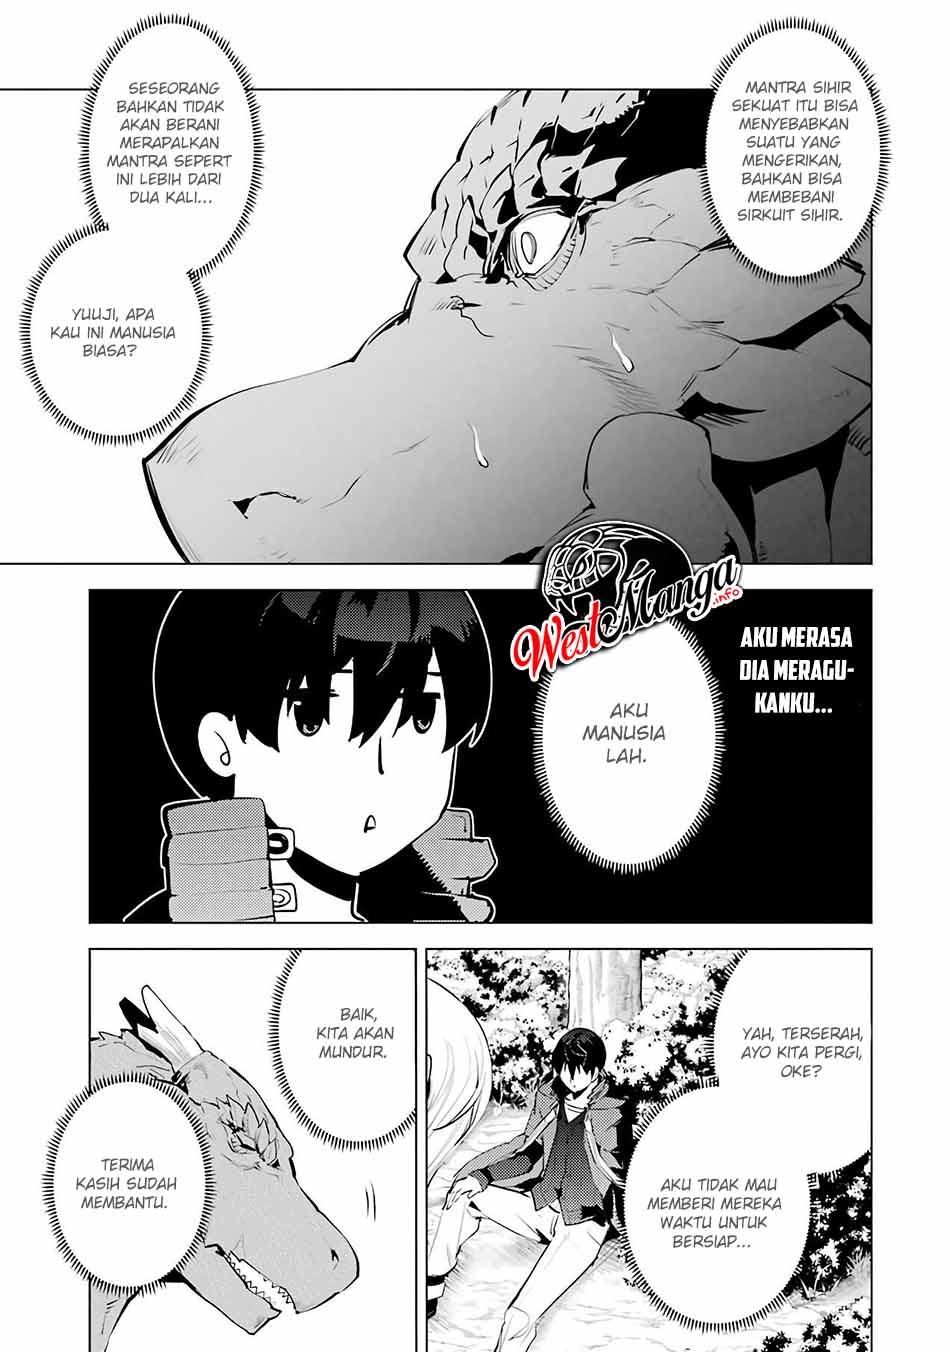 MANTRA SIHIR
SEKUAT ITU BISA
MENYEBABKAN
SUATU YANG
MENGERIKAN,
BAHKAN BISA
MEMBEBANI
SIRKUIT SIHIR.
SESEORANG
BAHKAN TIDAK
AKAN BERANI
MERAPALKAN
MANTRA SEPERT
INI LEBIH DARI
DUA KALI...
YUUJI, APA
KAU INI MANUSIA
BIASA?
WestManga
.info
AKU MERASA
DIA MERAGU-
KANKU...
AKU
MANUSIA
LAH.
YAH, TERSERAH,
AYO KITA PERGI,
OKE?
AKU TIDAK MAU
MEMBERI MEREKA
WAKTU UNTUK
BERSIAP...
BAIK,
KITA AKAN
MUNDUR.
TERIMA
KASIH SUDAH
MEMBANTU.